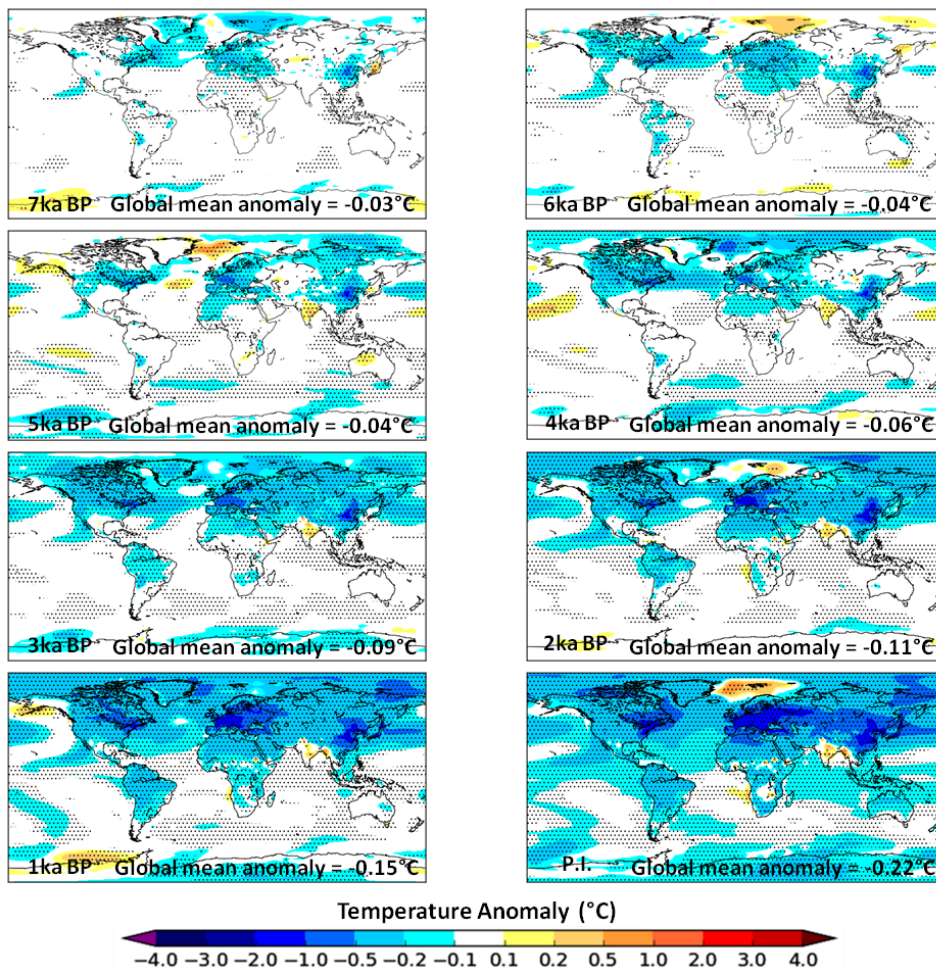 7ka BP Global mean anomaly = -0.03°C
6ka BP Global mean anomaly = -0.04°C
5ka BP Global mean anomaly = -0.04°C
4ka BP Global mean anomaly = -0.06°C
3ka BP Global mean anomaly = -0.09°C
2ka BP Global mean anomaly = -0.11°C
1ka BP Global mean anomaly = -0.15°C
P.I. Global mean anomaly = -0.22°C
Temperature Anomaly (°C)
−4.0 −3.0 −2.0 −1.0 −0.5 −0.2 −0.1 0.1 0.2 0.5 1.0 2.0 3.0 4.0